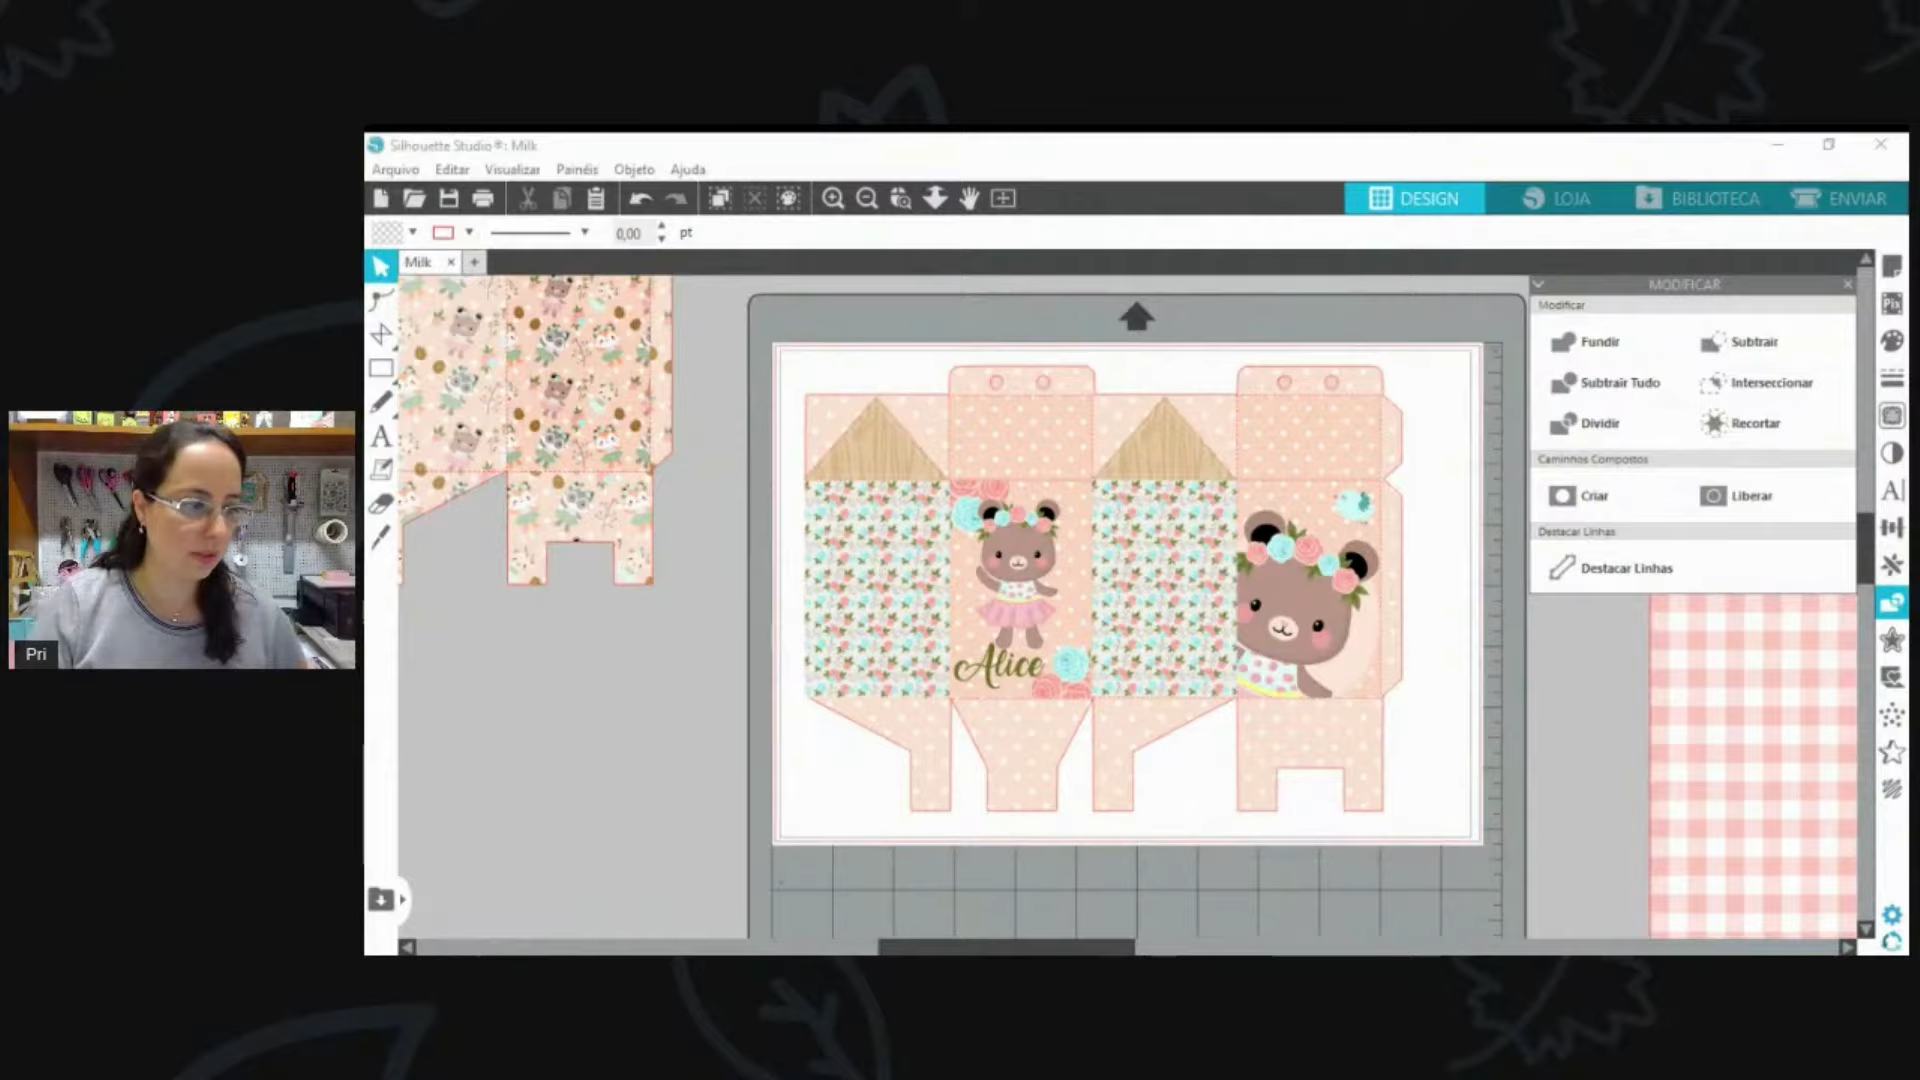 Silhouette Studio®: Milk
Arquivo Editar Visualizar Painéis Objeto Ajuda
DESIGN LOJA BIBLIOTECA ENVIAR
0,00 pt
Milk
MODIFICAR
Modificar
Fundir Subtrair
Subtrair Tudo Interseccionar
Dividir Recortar
Caminhos Compostos
Criar Liberar
Destacar Linhas
Destacar Linhas
Pix
A
A
Alice
Pri